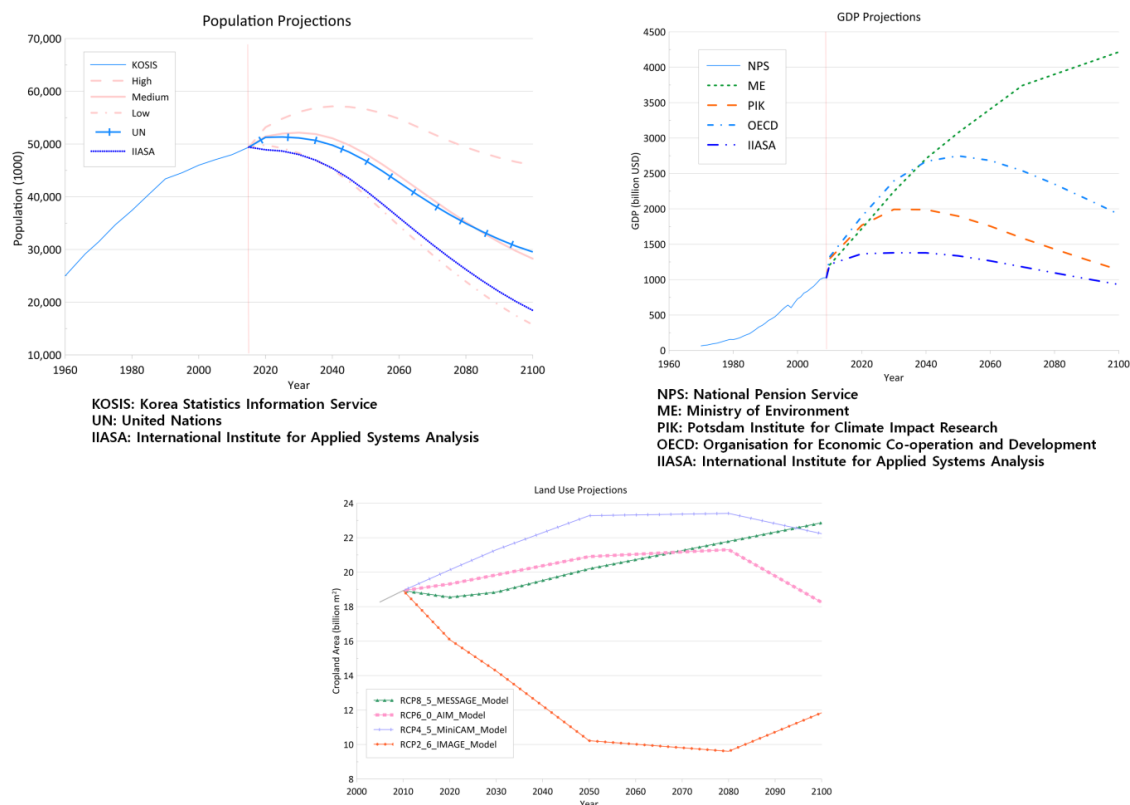 Population Projections
70,000
60,000
50,000
40,000
30,000
20,000
10,000
Population (1000)
KOSIS
High
Medium
Low
UN
IIASA
1960
1980
2000
2020
2040
2060
2080
2100
Year
KOSIS: Korea Statistics Information Service
UN: United Nations
IIASA: International Institute for Applied Systems Analysis
GDP Projections
4500
4000
3500
3000
2500
2000
1500
1000
500
0
GDP (billion USD)
NPS
ME
PIK
OECD
IIASA
1960
1980
2000
2020
2040
2060
2080
2100
Year
NPS: National Pension Service
ME: Ministry of Environment
PIK: Potsdam Institute for Climate Impact Research
OECD: Organisation for Economic Co-operation and Development
IIASA: International Institute for Applied Systems Analysis
Land Use Projections
24
22
20
18
16
14
12
10
8
Cropland Area (billion m²)
RCP8_5_MESSAGE_Model
RCP6_0_AIM_Model
RCP4_5_MiniCAM_Model
RCP2_6_IMAGE_Model
2000
2010
2020
2030
2040
2050
2060
2070
2080
2090
2100
Year